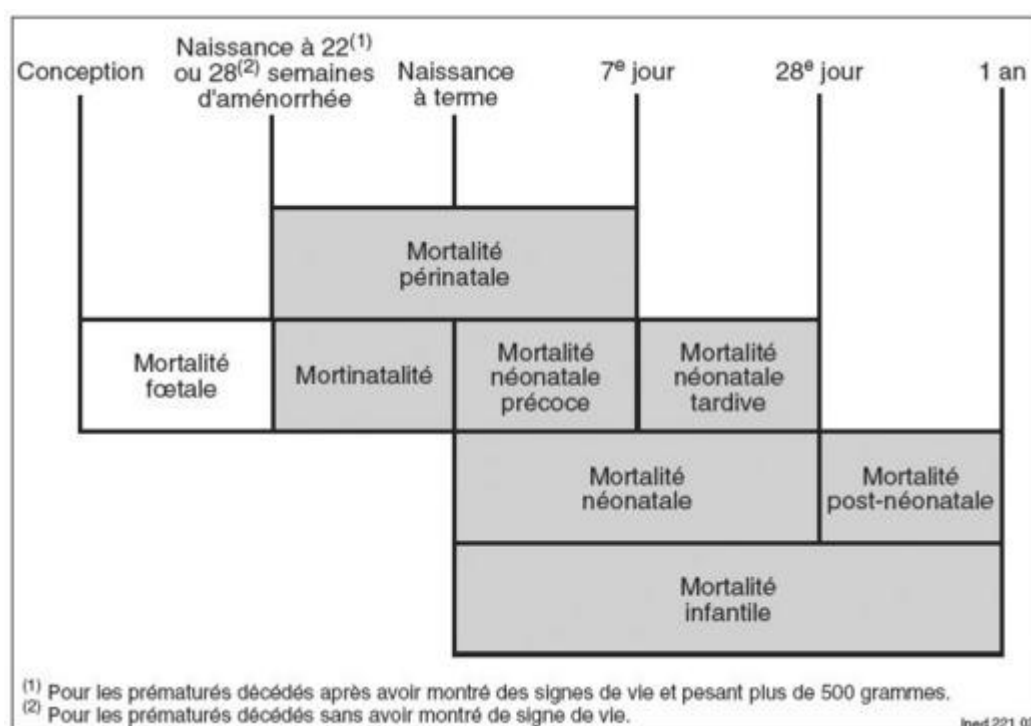 Conception
Naissance à 22(1)
ou 28(2) semaines
d'aménorrhée
Naissance
à terme
7e jour
28e jour
1 an
Mortalité
périnatale
Mortalité
fœtale
Mortinatalité
Mortalité
néonatale
précoce
Mortalité
néonatale
tardive
Mortalité
néonatale
Mortalité
post-néonatale
Mortalité
infantile
(1) Pour les prématurés décédés après avoir montré des signes de vie et pesant plus de 500 grammes.
(2) Pour les prématurés décédés sans avoir montré de signe de vie.
Ined 221 03